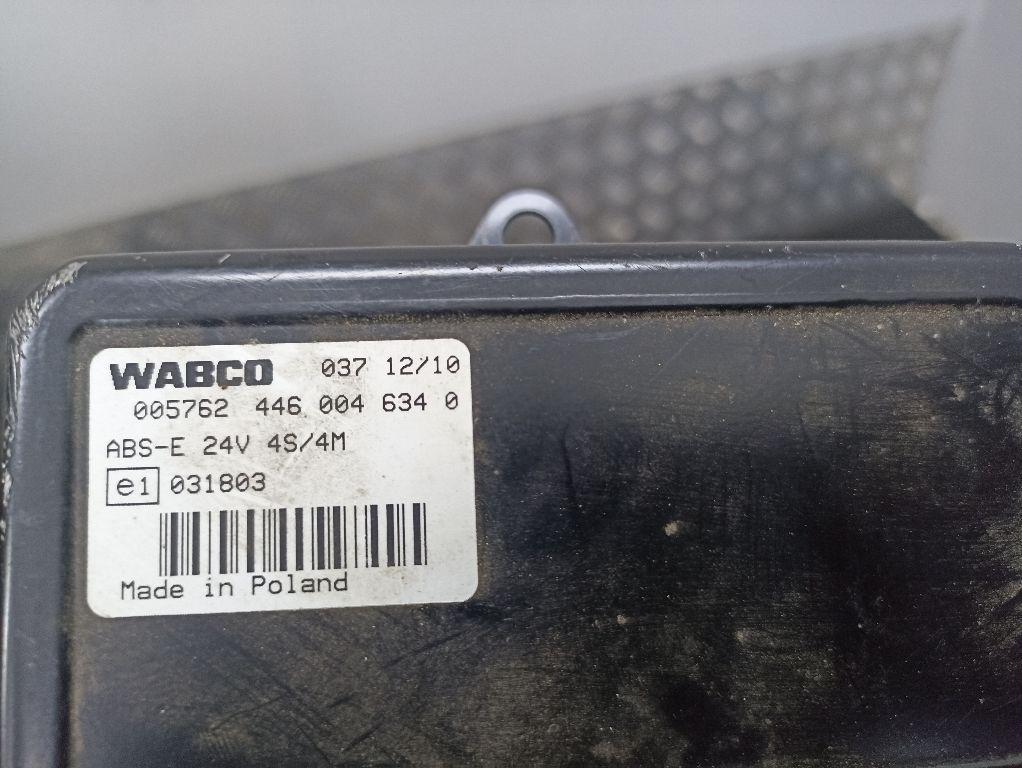 WABCO 037 12/10
005762 446 004 634 0
ABS-E 24V 4S/4M
e1 031803
Made in Poland